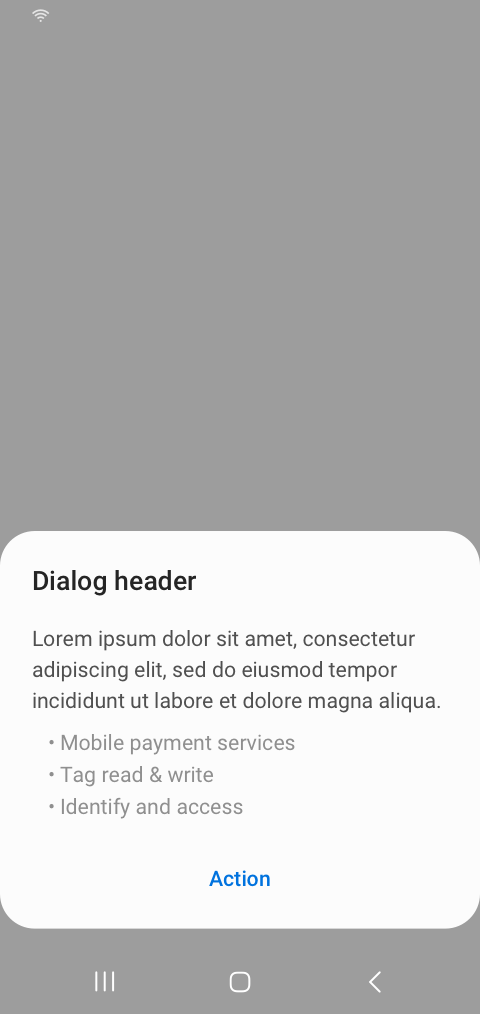 Dialog header
Lorem ipsum dolor sit amet, consectetur
adipiscing elit, sed do eiusmod tempor
incididunt ut labore et dolore magna aliqua.
• Mobile payment services
• Tag read & write
• Identify and access
Action